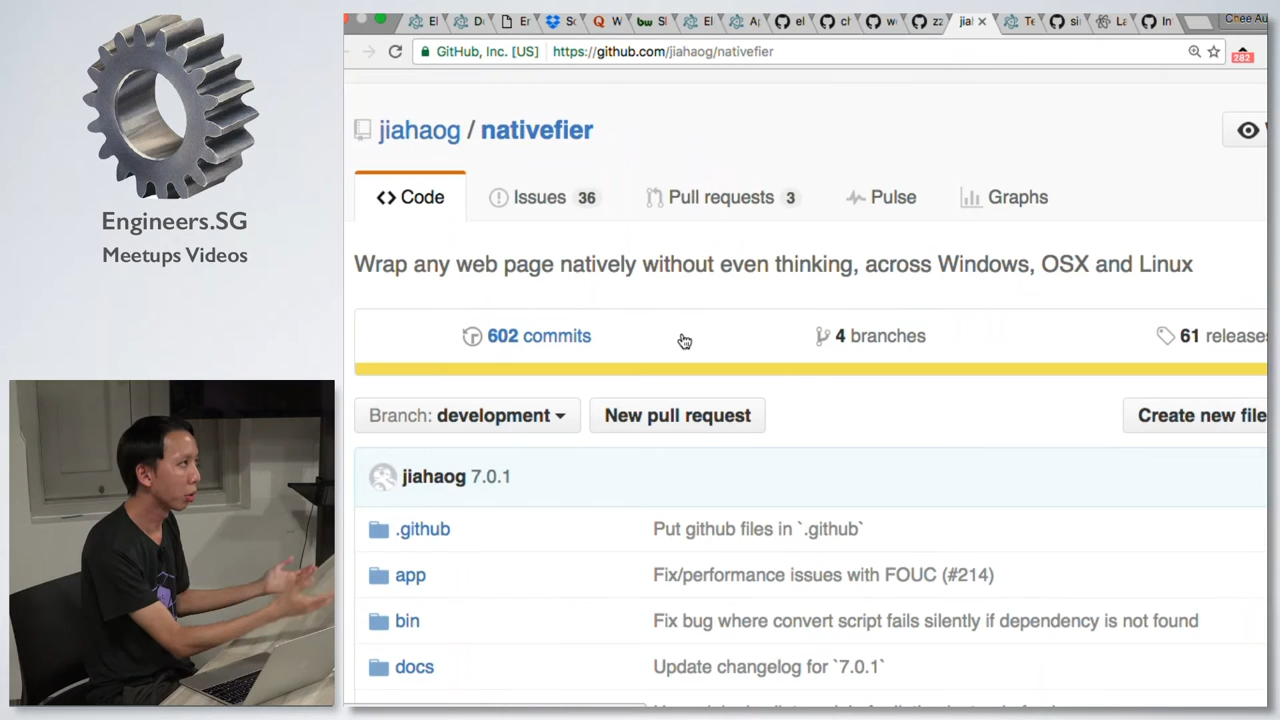 Engineers.SG
Meetups Videos
GitHub, Inc. [US] https://github.com/jiahaog/nativefier
282
jiahaog / nativefier
Code Issues 36 Pull requests 3 Pulse Graphs
Wrap any web page natively without even thinking, across Windows, OSX and Linux
602 commits 4 branches 61 releases
Branch: development New pull request Create new file
jiahaog 7.0.1
.github Put github files in `.github`
app Fix/performance issues with FOUC (#214)
bin Fix bug where convert script fails silently if dependency is not found
docs Update changelog for `7.0.1`